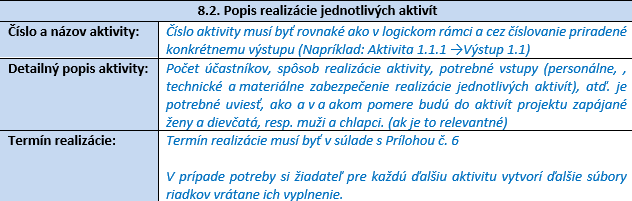 8.2. Popis realizácie jednotlivých aktivít
Číslo a názov aktivity:
Číslo aktivity musí byť rovnaké ako v logickom rámci a cez číslovanie priradené
konkrétnemu výstupu (Napríklad: Aktivita 1.1.1 →Výstup 1.1)
Detailný popis aktivity:
Počet účastníkov, spôsob realizácie aktivity, potrebné vstupy (personálne, ,
technické a materiálne zabezpečenie realizácie jednotlivých aktivít), atď. je
potrebné uviesť, ako a v a akom pomere budú do aktivít projektu zapájané
ženy a dievčatá, resp. muži a chlapci. (ak je to relevantné)
Termín realizácie:
Termín realizácie musí byť v súlade s Prílohou č. 6
V prípade potreby si žiadateľ pre každú ďalšiu aktivitu vytvorí ďalšie súbory
riadkov vrátane ich vyplnenie.